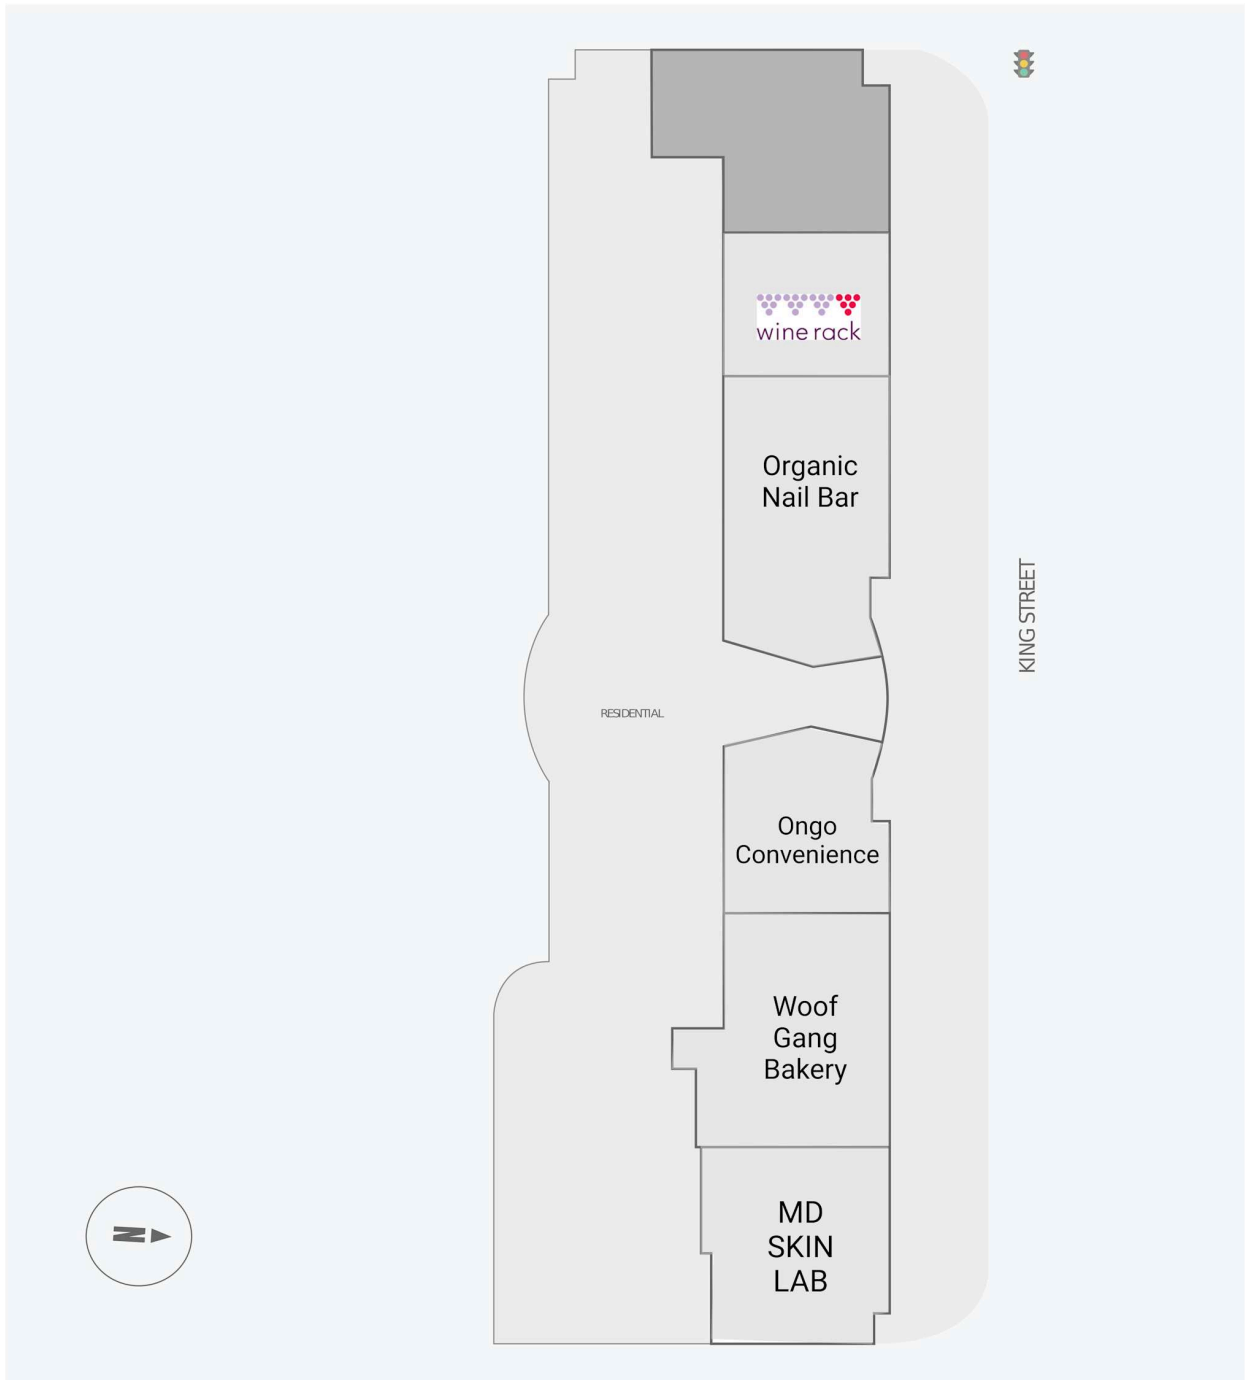 wine rack
Organic
Nail Bar
KING STREET
RESIDENTIAL
Ongo
Convenience
Woof
Gang
Bakery
MD
SKIN
LAB
N